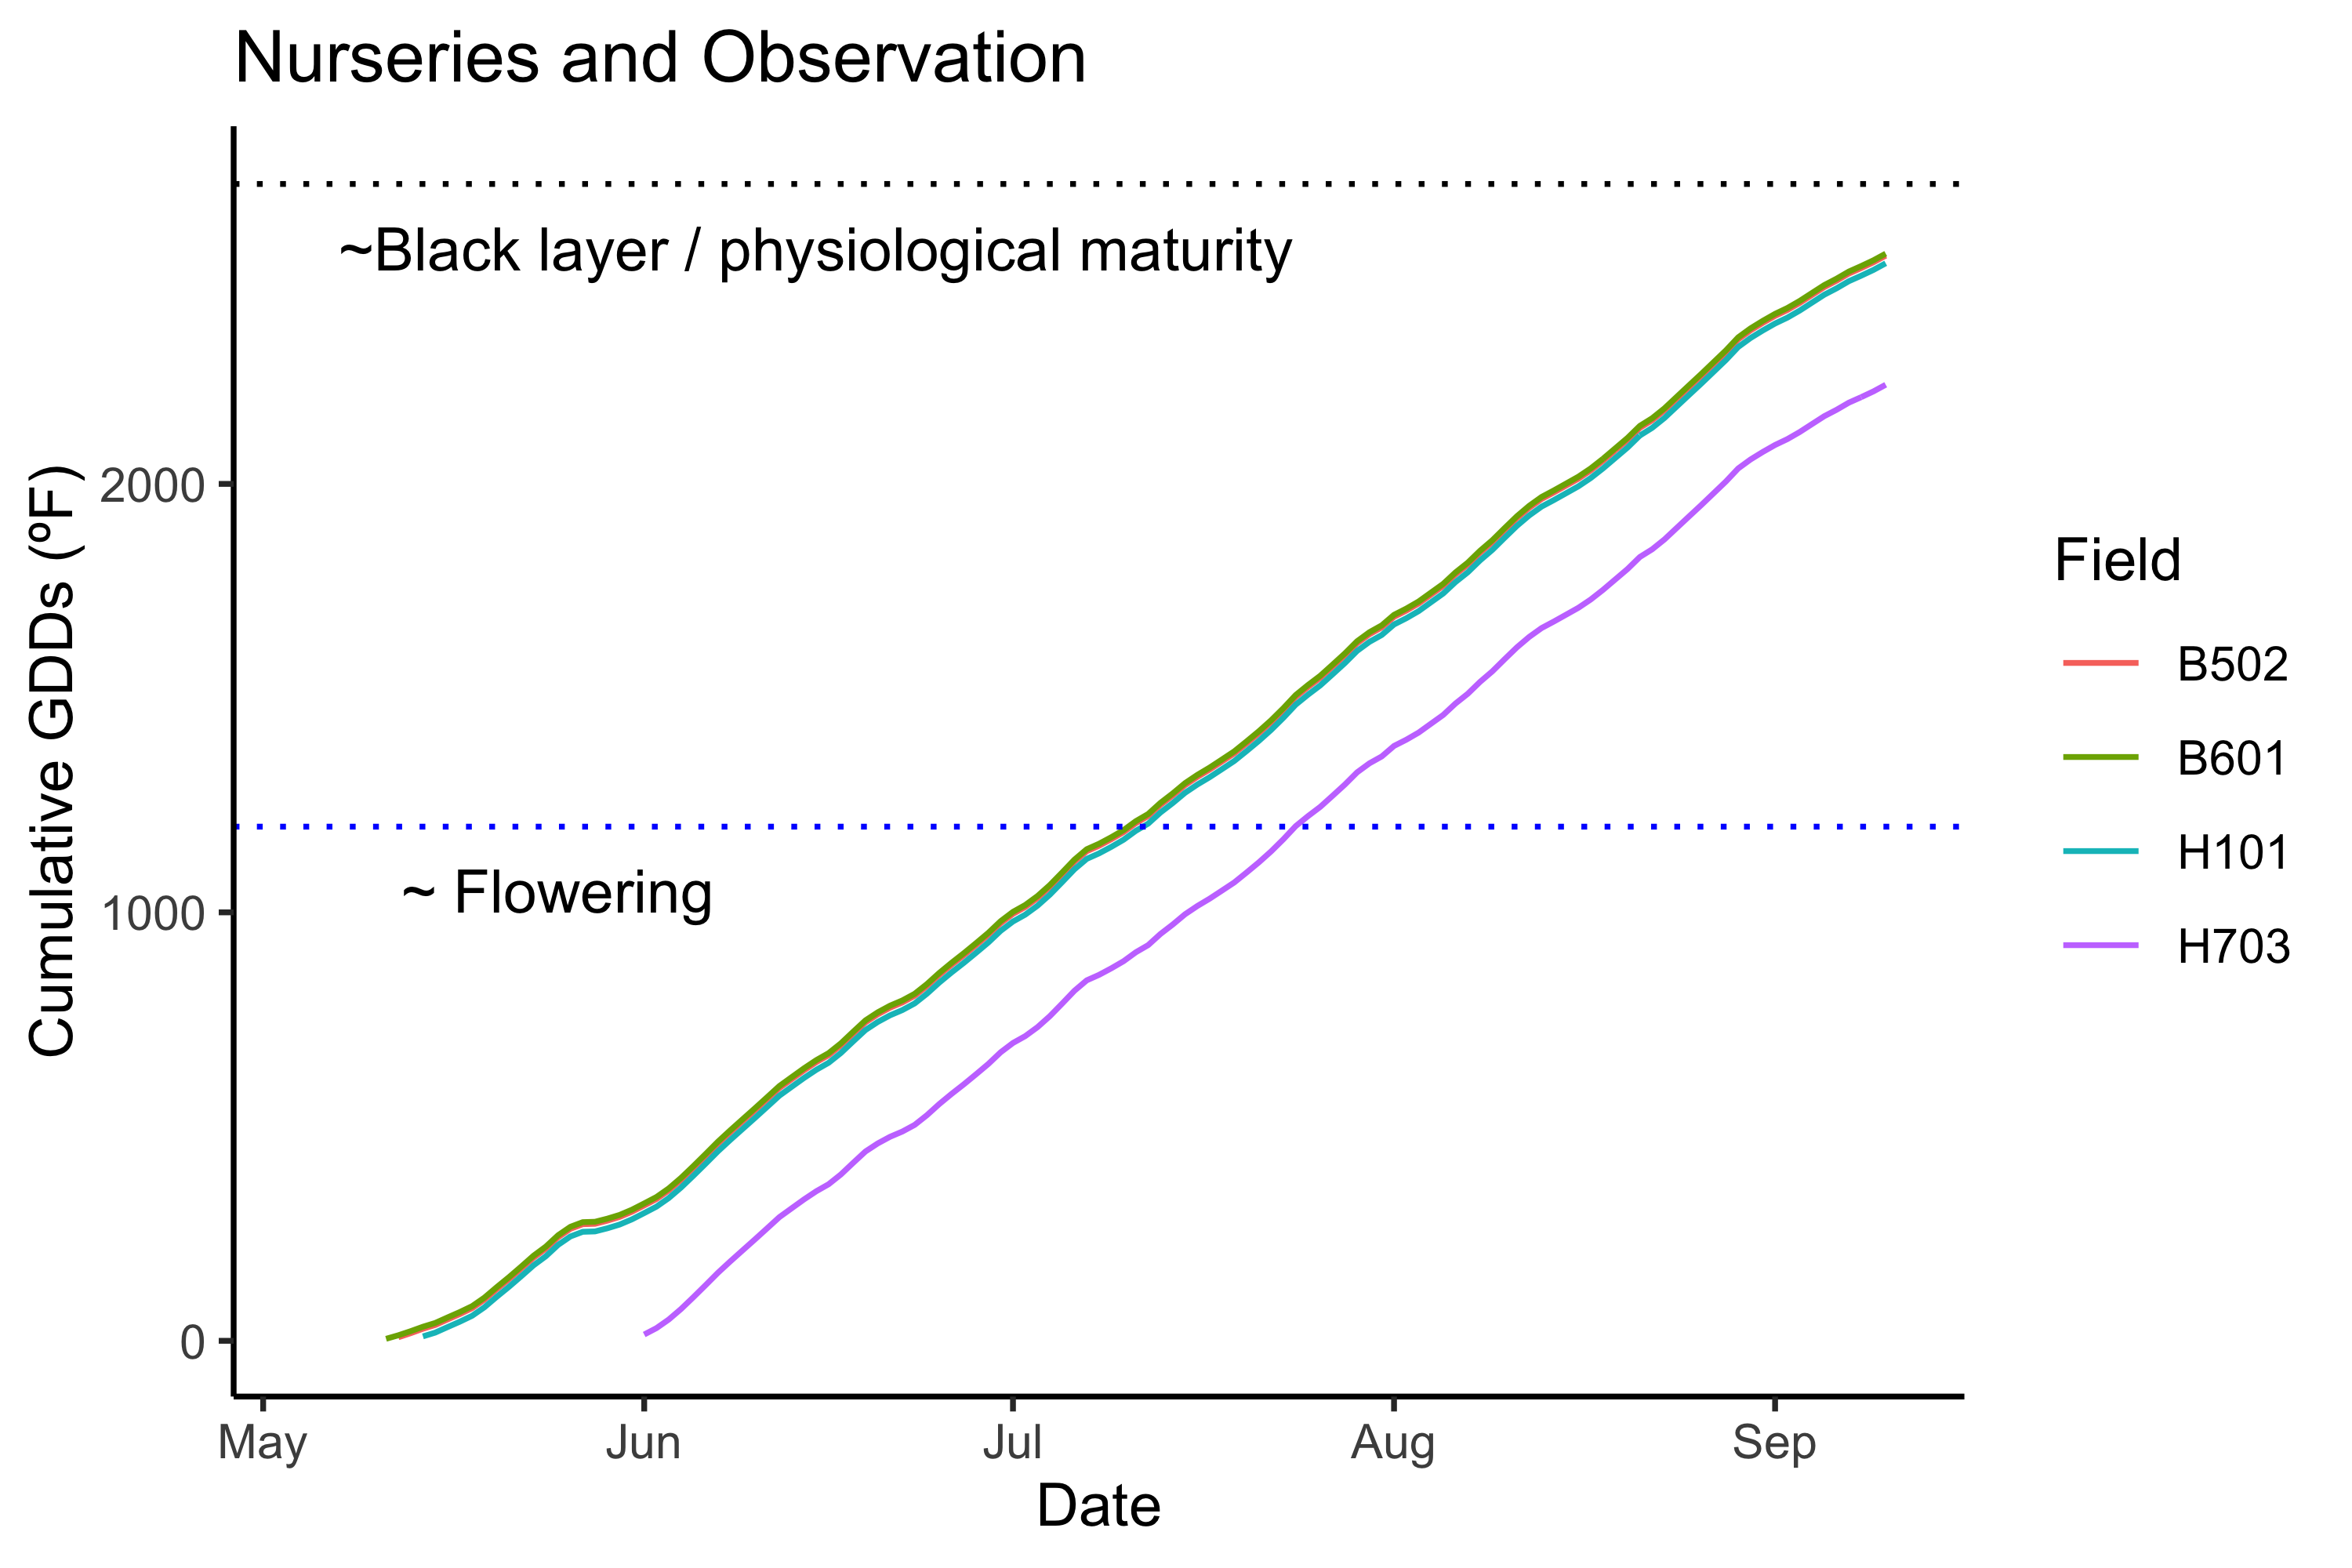 Nurseries and Observation
~Black layer / physiological maturity
~ Flowering
Cumulative GDDs (ºF)
2000
1000
0
May
Jun
Jul
Aug
Sep
Date
Field
B502
B601
H101
H703